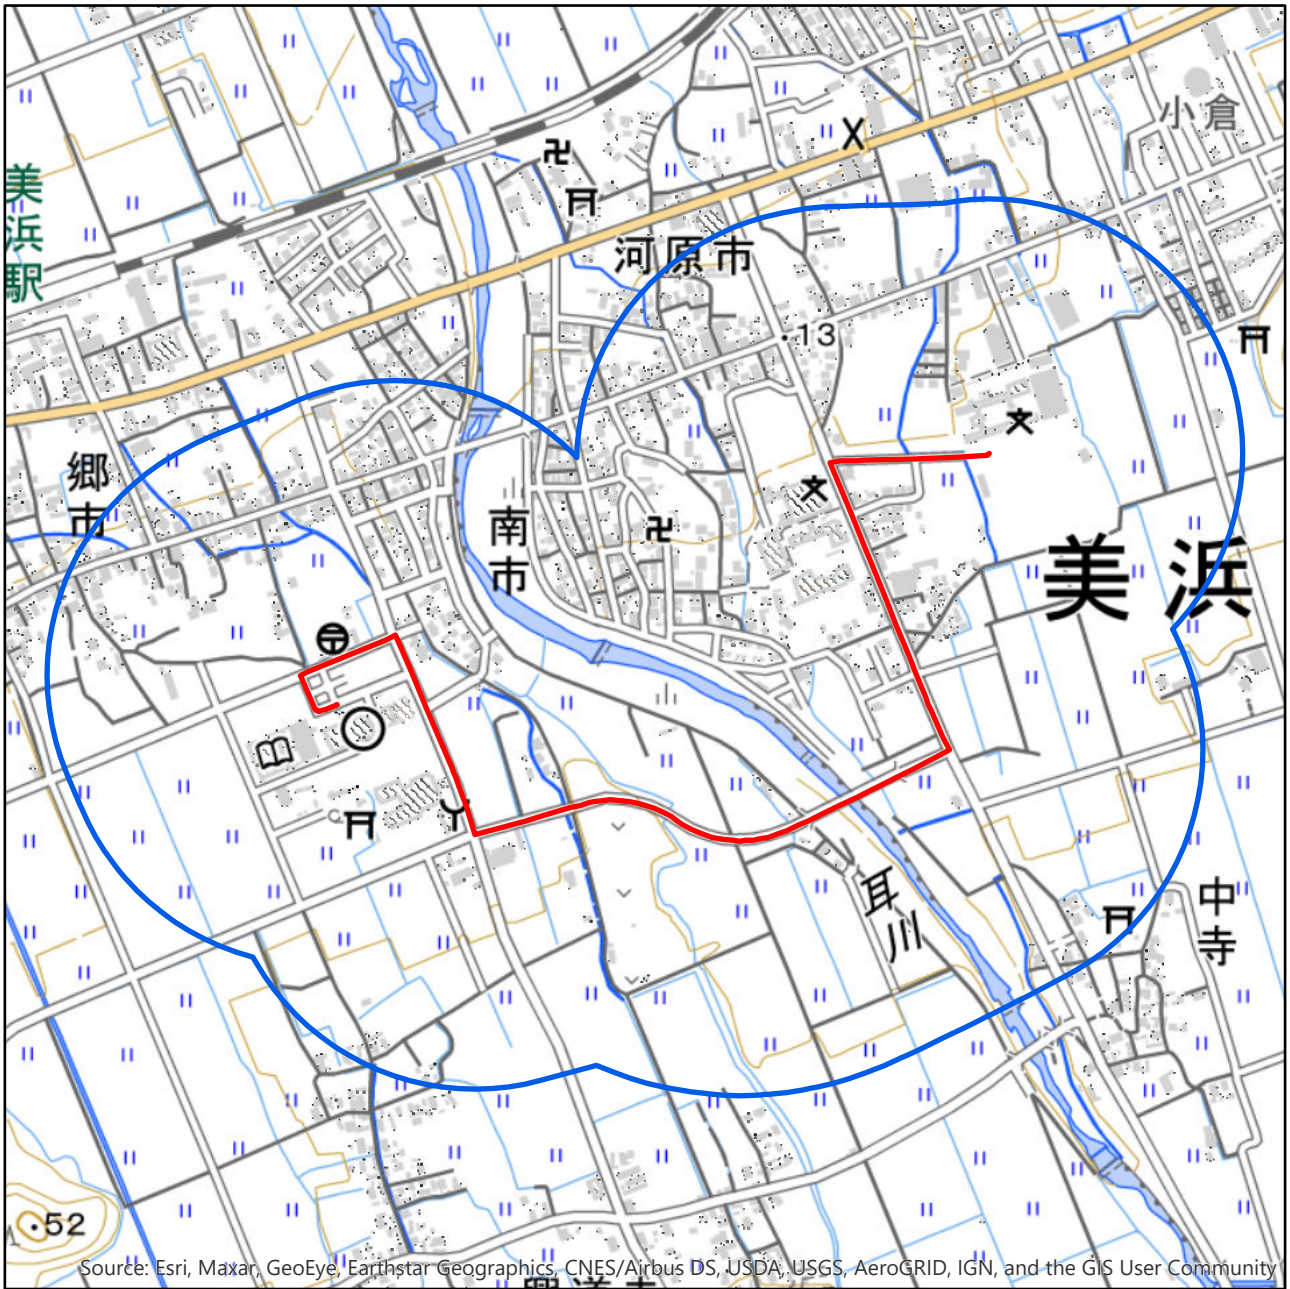 小倉
美浜駅
河原市
13
郷市
南市
美浜
耳川
中寺
52
Source: Esri, Maxar, GeoEye, Earthstar Geographics, CNES/Airbus DS, USDA, USGS, AeroGRID, IGN, and the GIS User Community